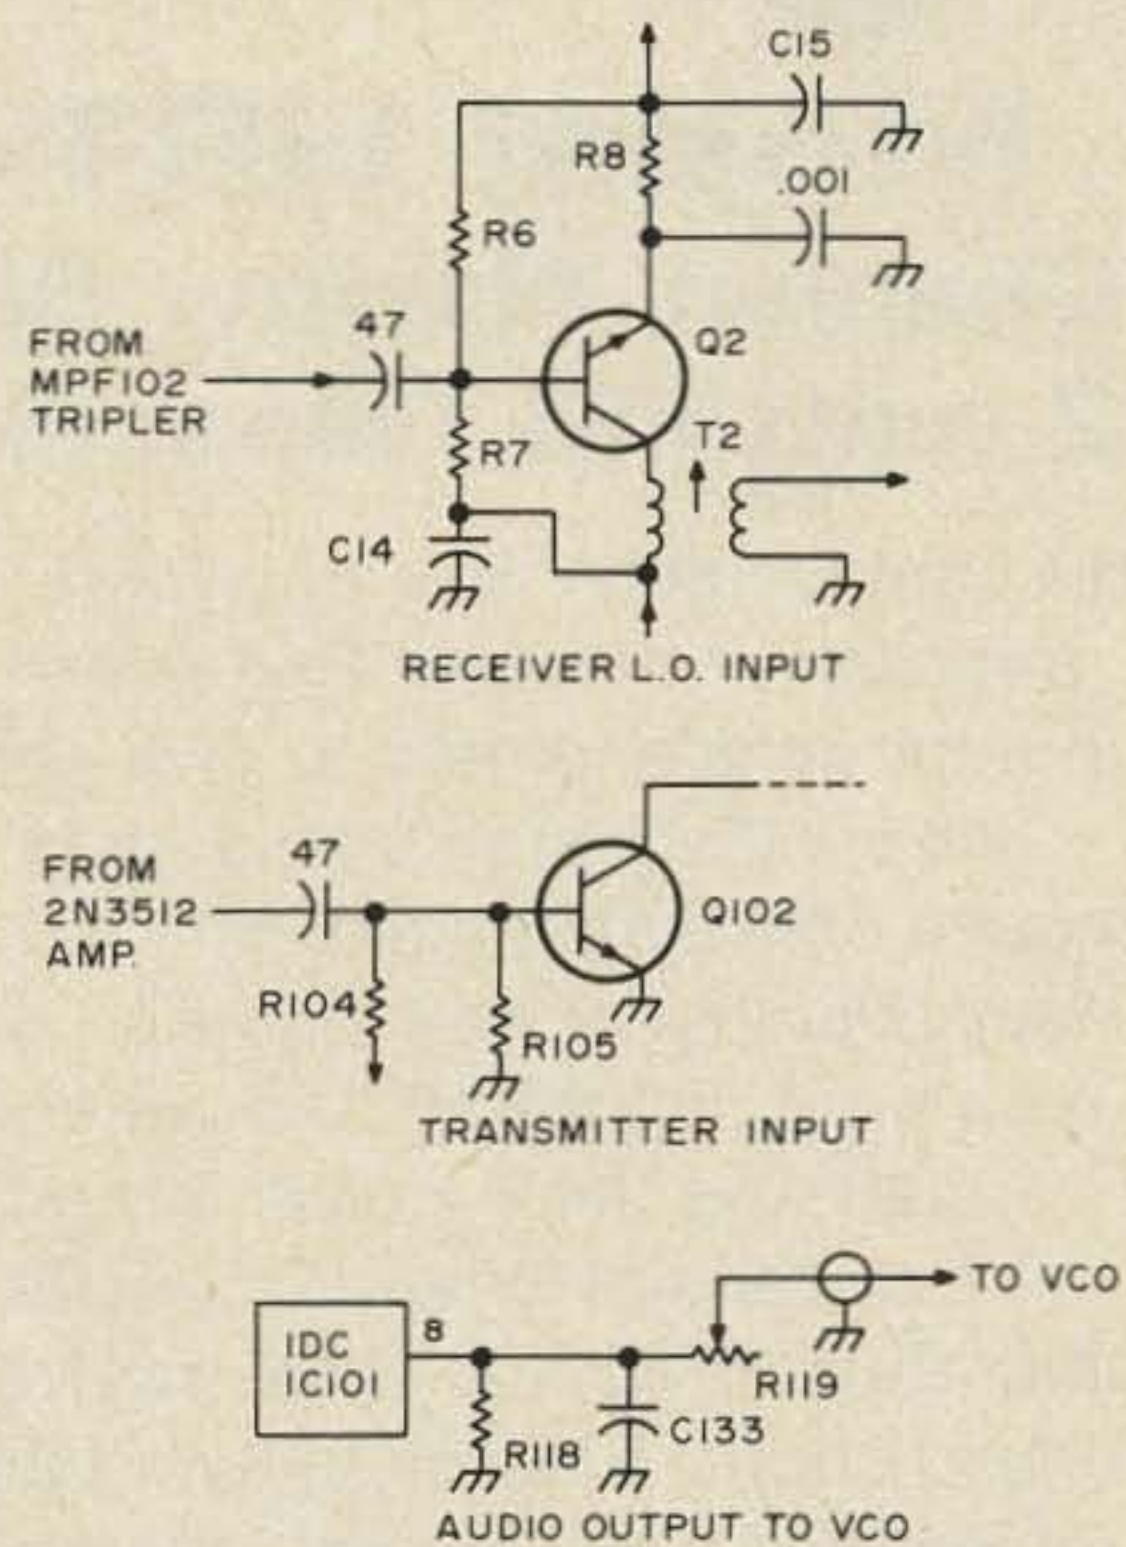 C15
R8
.001
R6
47
Q2
FROM
MPF102
TRIPLER
T2
R7
C14
RECEIVER L.O. INPUT
47
FROM
2N3512
AMP.
Q102
R104
R105
TRANSMITTER INPUT
TO VCO
8
IDC
IC101
R119
C133
R118
AUDIO OUTPUT TO VCO